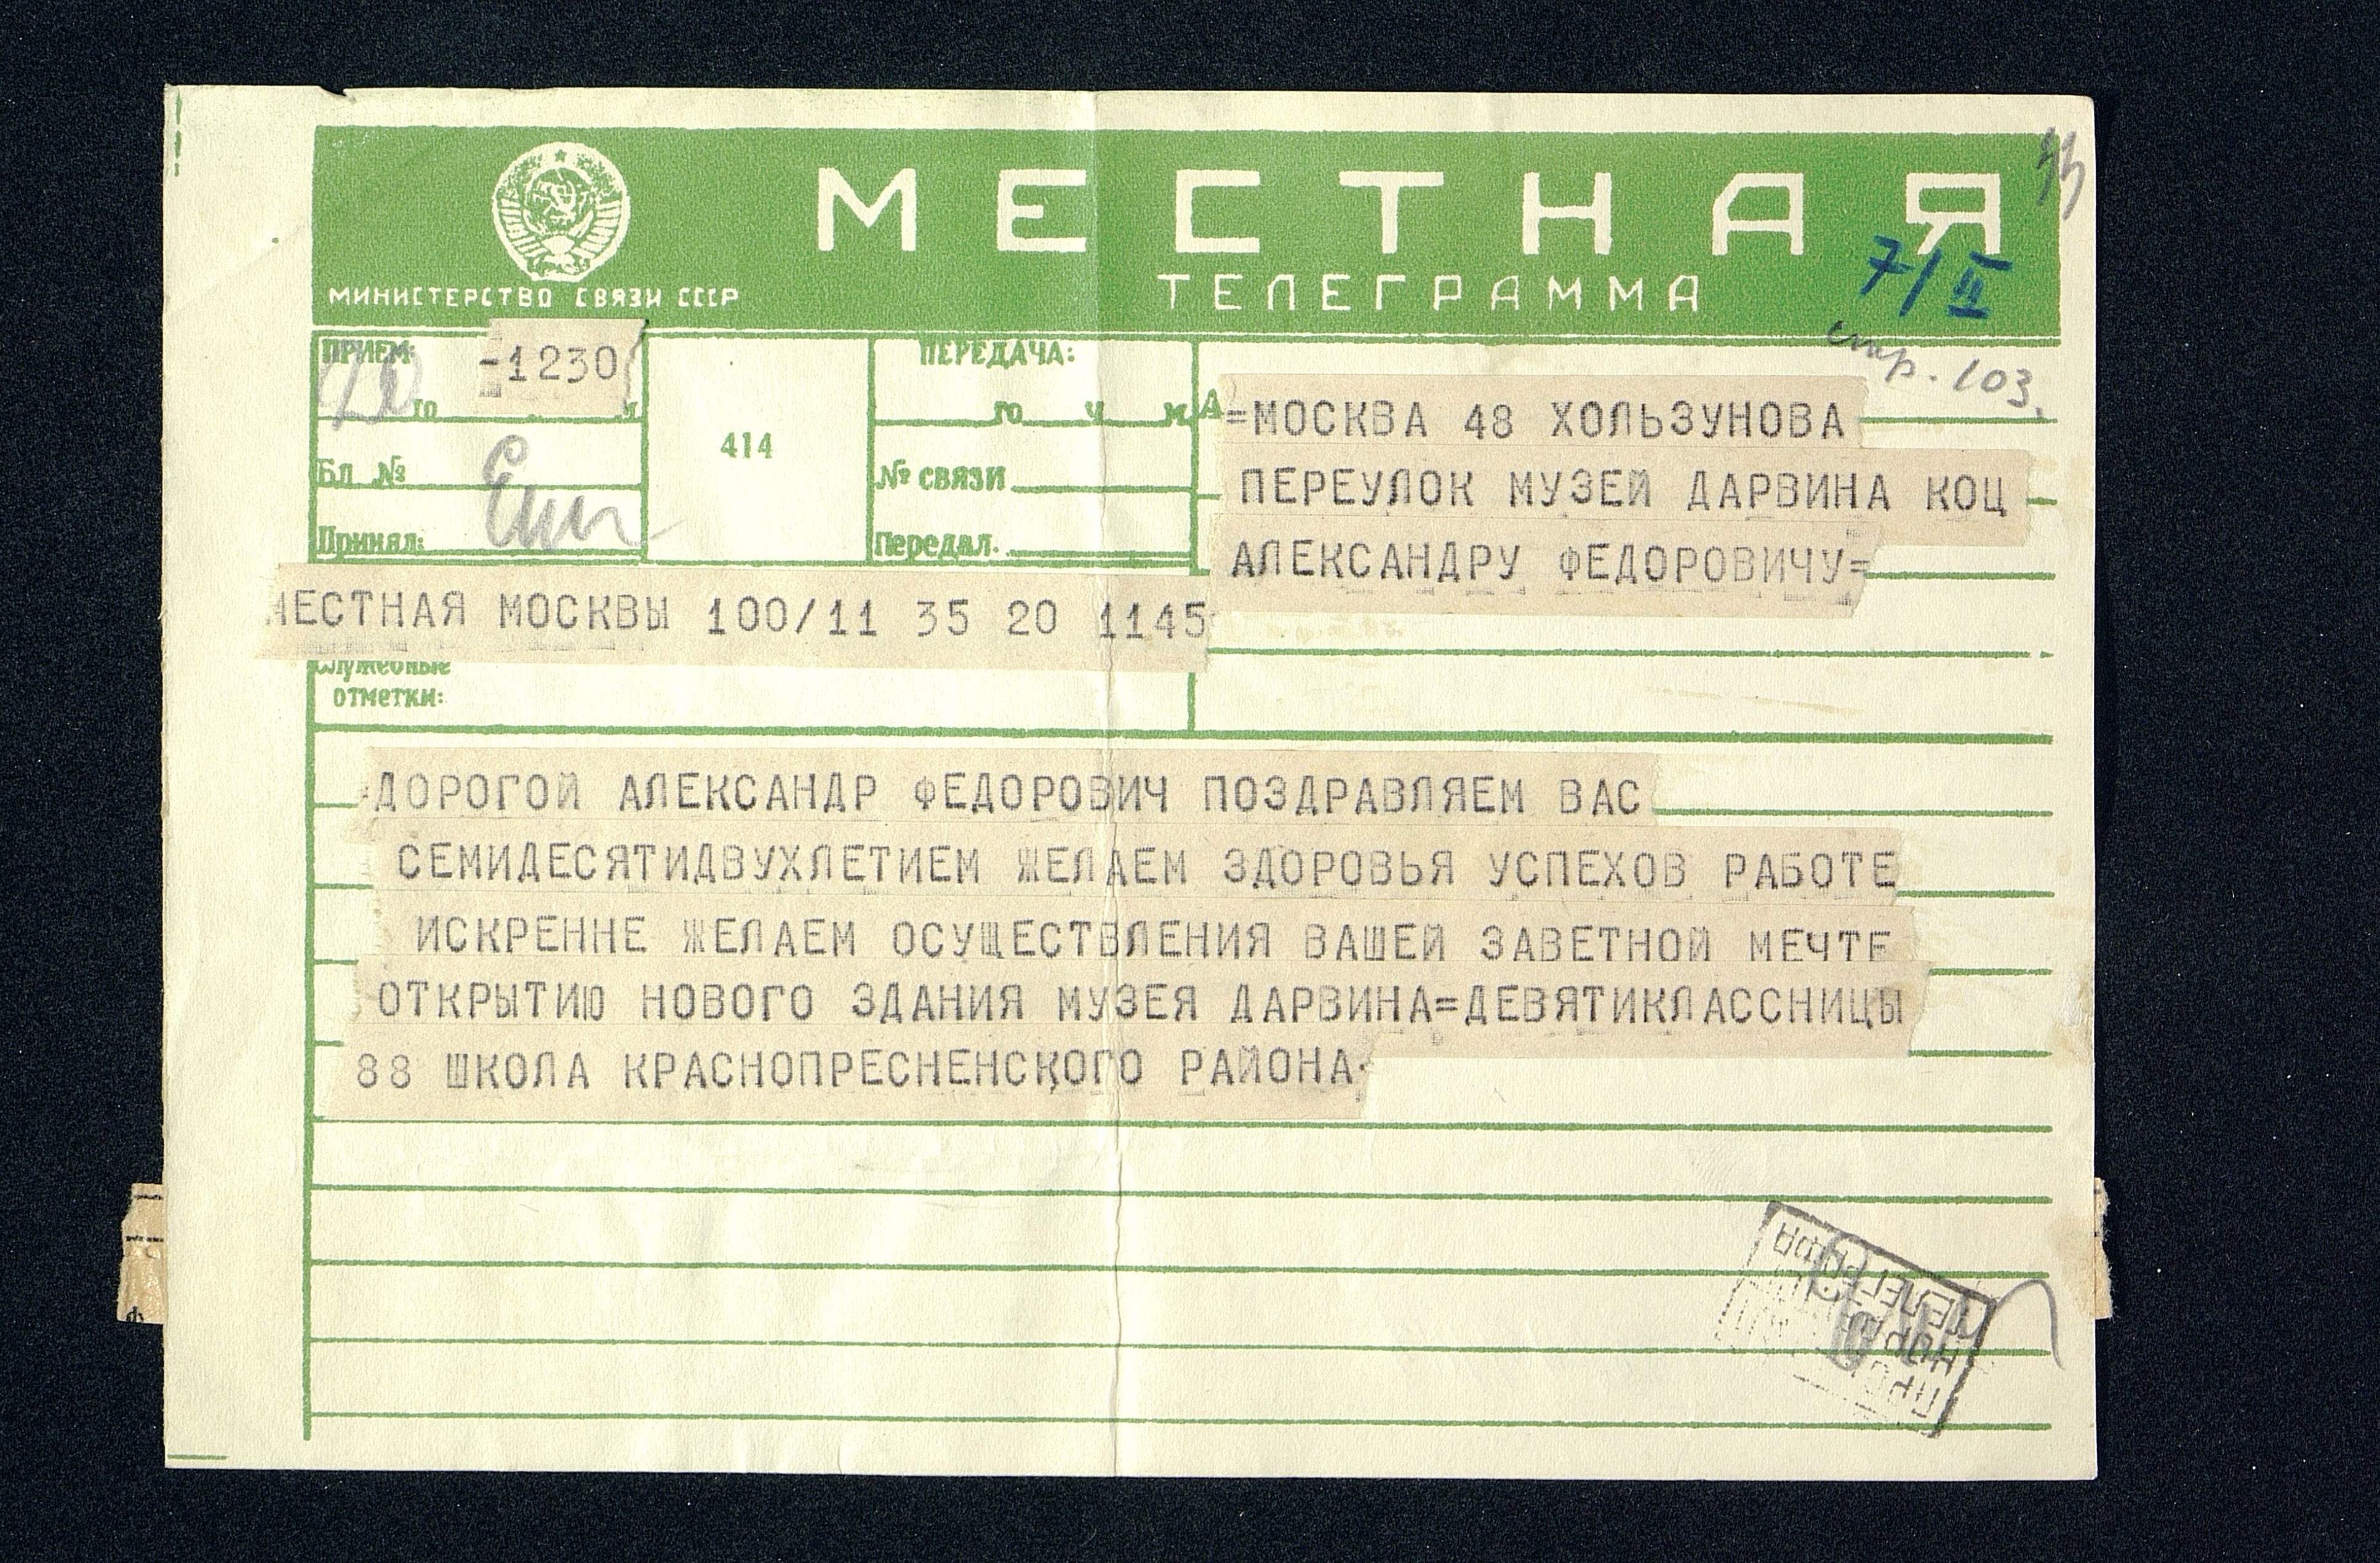 МЕСТНАЯ
ТЕЛЕГРАММА
МИНИСТЕРСТВО СВЯЗИ СССР
7/II
стр. 103.
ПРИЕМ:
-1230
го м
Бл №
Принял:
414
ПЕРЕДАЧА:
го ч м
№ связи
Передал.
=МОСКВА 48 ХОЛЬЗУНОВА
ПЕРЕУЛОК МУЗЕЙ ДАРВИНА КОЦ
АЛЕКСАНДРУ ФЕДОРОВИЧУ=
МЕСТНАЯ МОСКВЫ 100/11 35 20 1145
Служебные
отметки:
ДОРОГОЙ АЛЕКСАНДР ФЕДОРОВИЧ ПОЗДРАВЛЯЕМ ВАС
СЕМИДЕСЯТИДВУХЛЕТИЕМ ЖЕЛАЕМ ЗДОРОВЬЯ УСПЕХОВ РАБОТЕ
ИСКРЕННЕ ЖЕЛАЕМ ОСУЩЕСТВЛЕНИЯ ВАШЕЙ ЗАВЕТНОЙ МЕЧТЕ
ОТКРЫТИЮ НОВОГО ЗДАНИЯ МУЗЕЯ ДАРВИНА=ДЕВЯТИКЛАССНИЦЫ
88 ШКОЛА КРАСНОПРЕСНЕНСКОГО РАЙОНА